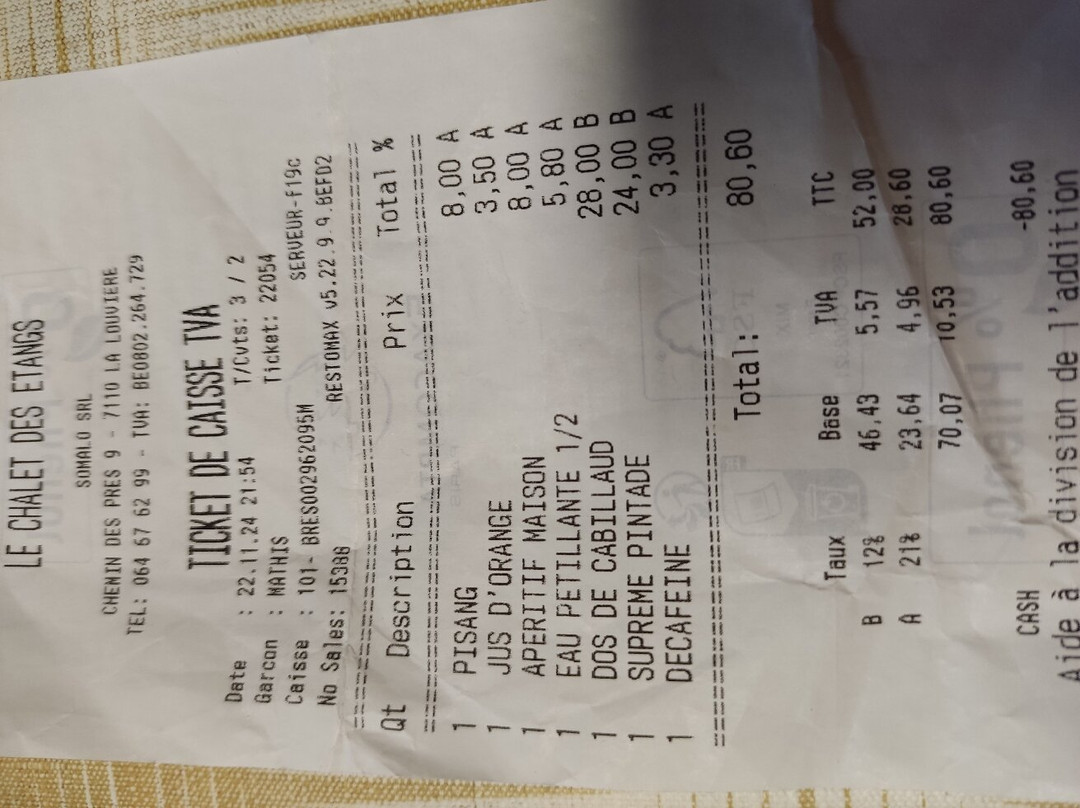 LE CHALET DES ETANGS
SOMALO SRL
CHEMIN DES PRES 9 - 7110 LA LOUVIERE
TEL: 064 67 62 99 - TVA: BE0802.264.729
TICKET DE CAISSE TVA
Date : 22.11.24 21:54 T/Cvts: 3 / 2
Garcon : MATHIS Ticket: 22054
Caisse : 101- BRES002962095M SERVEUR-F19C
No Sales: 15386 RESTOMAX v5.22.9.9.BEFD2
Qt Description Prix Total %
1 PISANG 8,00 A
1 JUS D'ORANGE 3,50 A
1 APERITIF MAISON 8,00 A
1 EAU PETILLANTE 1/2 5,80 A
1 DOS DE CABILLAUD 28,00 B
1 SUPREME PINTADE 24,00 B
1 DECAFEINE 3,30 A
Total: 80,60
Taux Base TVA TTC
B 12% 46,43 5,57 52,00
A 21% 23,64 4,96 28,60
70,07 10,53 80,60
CASH -80,60
Aide à la division de l'addition